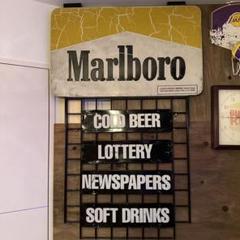 Marlboro
COLD BEER
LOTTERY
NEWSPAPERS
SOFT DRINKS